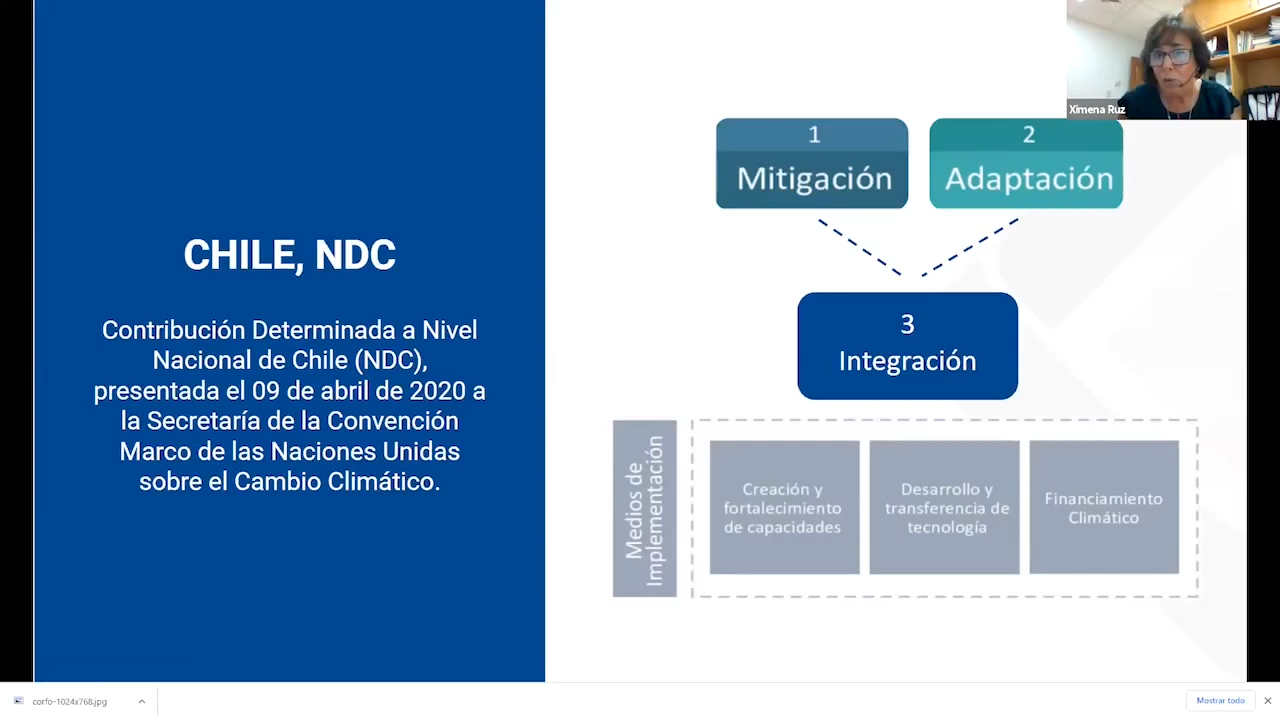 CHILE, NDC
Contribución Determinada a Nivel
Nacional de Chile (NDC),
presentada el 09 de abril de 2020 a
la Secretaría de la Convención
Marco de las Naciones Unidas
sobre el Cambio Climático.
Ximena Ruz
1
Mitigación
2
Adaptación
3
Integración
Medios de
Implementación
Creación y
fortalecimiento
de capacidades
Desarrollo y
transferencia de
tecnología
Financiamiento
Climático
corfo-1024x768.jpg
Mostrar todo